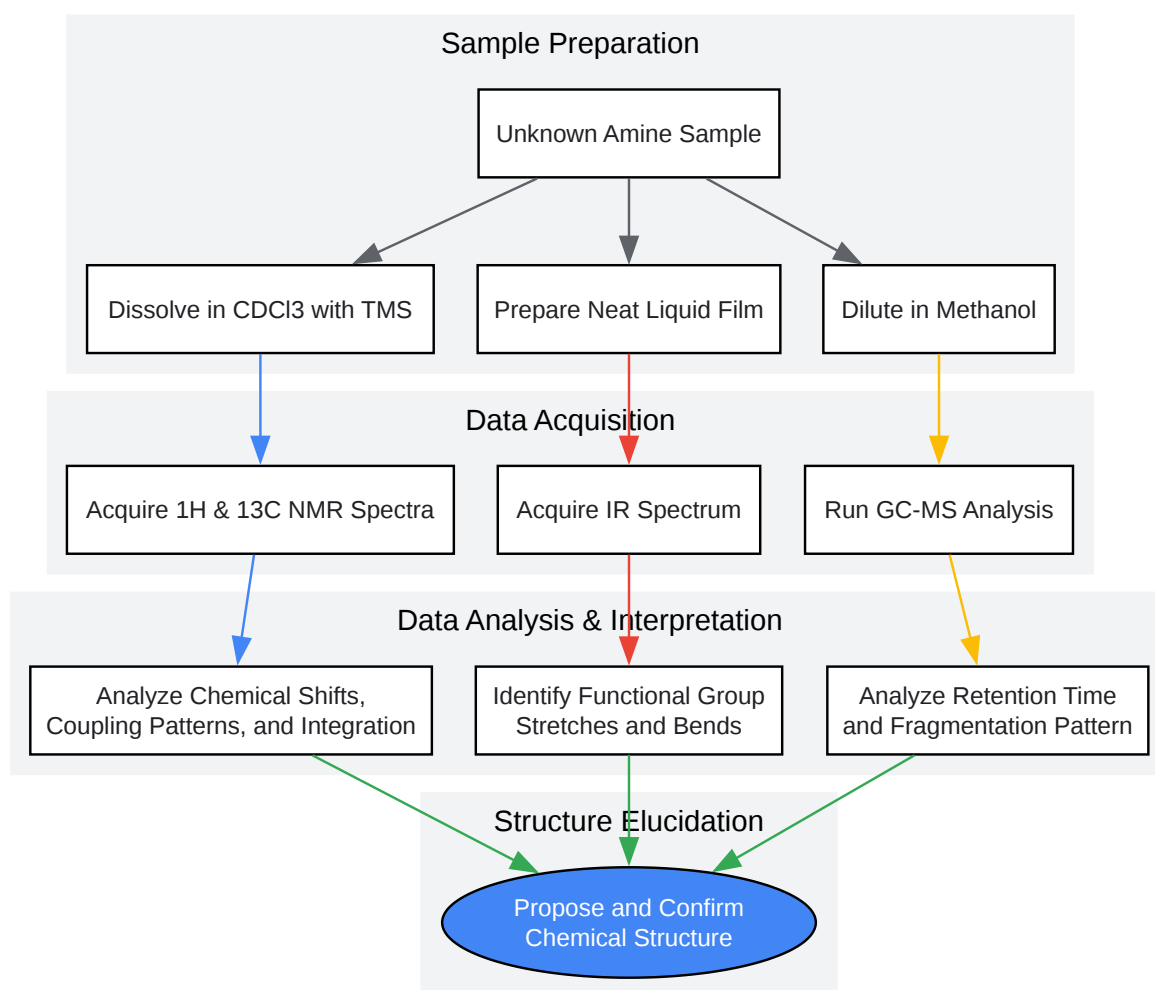 Sample Preparation
Unknown Amine Sample
Dissolve in CDCl3 with TMS
Prepare Neat Liquid Film
Dilute in Methanol
Data Acquisition
Acquire 1H & 13C NMR Spectra
Acquire IR Spectrum
Run GC-MS Analysis
Data Analysis & Interpretation
Analyze Chemical Shifts,
Coupling Patterns, and Integration
Identify Functional Group
Stretches and Bends
Analyze Retention Time
and Fragmentation Pattern
Structure Elucidation
Propose and Confirm
Chemical Structure